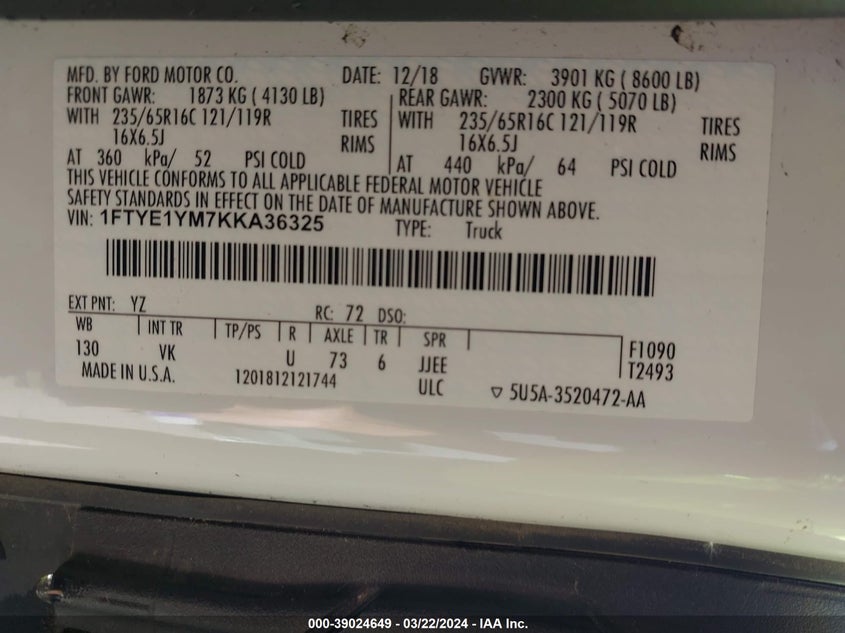 MFD. BY FORD MOTOR CO. DATE: 12/18 GVWR: 3901 KG ( 8600 LB)
FRONT GAWR: 1873 KG ( 4130 LB) REAR GAWR: 2300 KG ( 5070 LB)
WITH 235/65R16C 121/119R TIRES WITH 235/65R16C 121/119R TIRES
16X6.5J RIMS 16X6.5J RIMS
AT 360 kPa/ 52 PSI COLD AT 440 kPa/ 64 PSI COLD
THIS VEHICLE CONFORMS TO ALL APPLICABLE FEDERAL MOTOR VEHICLE
SAFETY STANDARDS IN EFFECT ON THE DATE OF MANUFACTURE SHOWN ABOVE.
VIN: 1FTYE1YM7KKA36325 TYPE: Truck
EXT PNT: YZ RC: 72 DSO:
WB INT TR TP/PS R AXLE TR SPR F1090
130 VK U 73 6 JJEE T2493
MADE IN U.S.A. 1201812121744 ULC ▽ 5U5A-3520472-AA
000-39024649 - 03/22/2024 - IAA Inc.